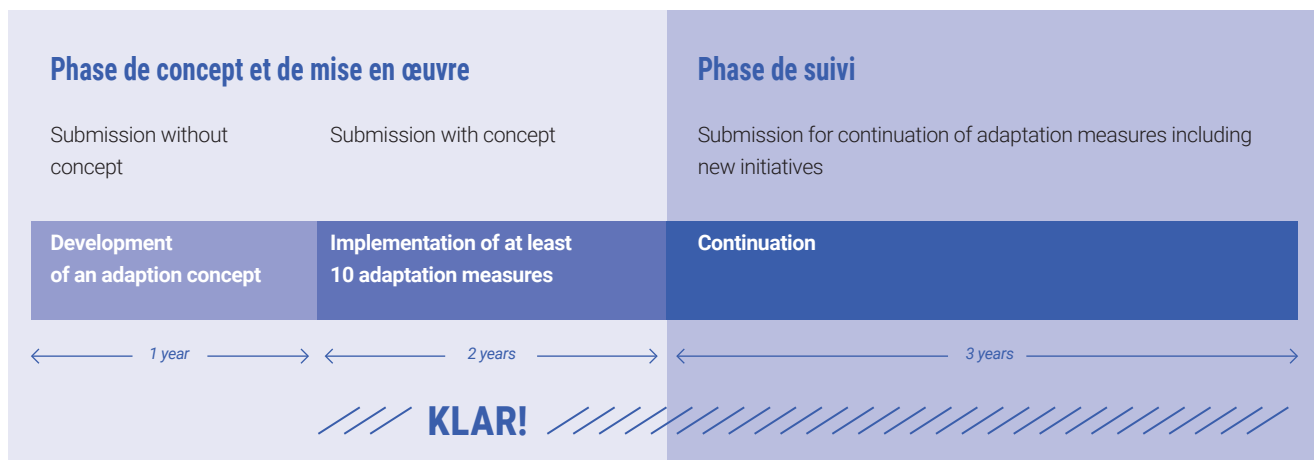 Phase de concept et de mise en œuvre
Phase de suivi
Submission without
concept
Submission with concept
Submission for continuation of adaptation measures including
new initiatives
Development
of an adaption concept
Implementation of at least
10 adaptation measures
Continuation
1 year
2 years
3 years
KLAR!